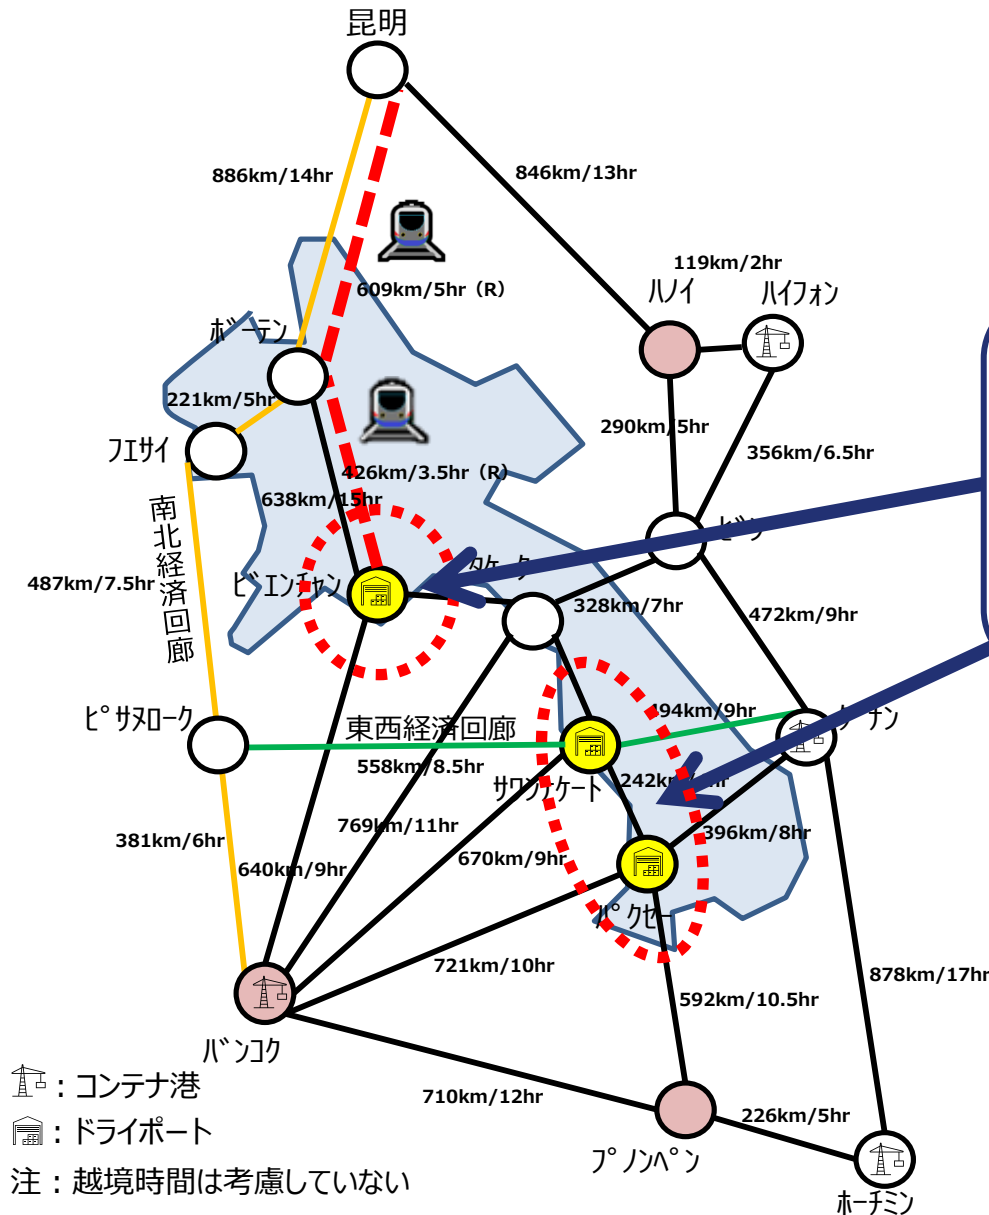 昆明
886km/14hr
846km/13hr
119km/2hr
ハノイ
ハイフォン
609km/5hr（R）
ボーテン
221km/5hr
290km/5hr
356km/6.5hr
フエサイ
426km/3.5hr（R）
638km/15hr
南北経済回廊
487km/7.5hr
ビエンチャン
328km/7hr
472km/9hr
ピサヌローク
東西経済回廊
494km/9hr
558km/8.5hr
サワンナケート
242km/
381km/6hr
769km/11hr
396km/8hr
640km/9hr
670km/9hr
パクセー
721km/10hr
592km/10.5hr
878km/17hr
バンコク
710km/12hr
226km/5hr
プノンペン
ホーチミン
：コンテナ港
：ドライポート
注：越境時間は考慮していない